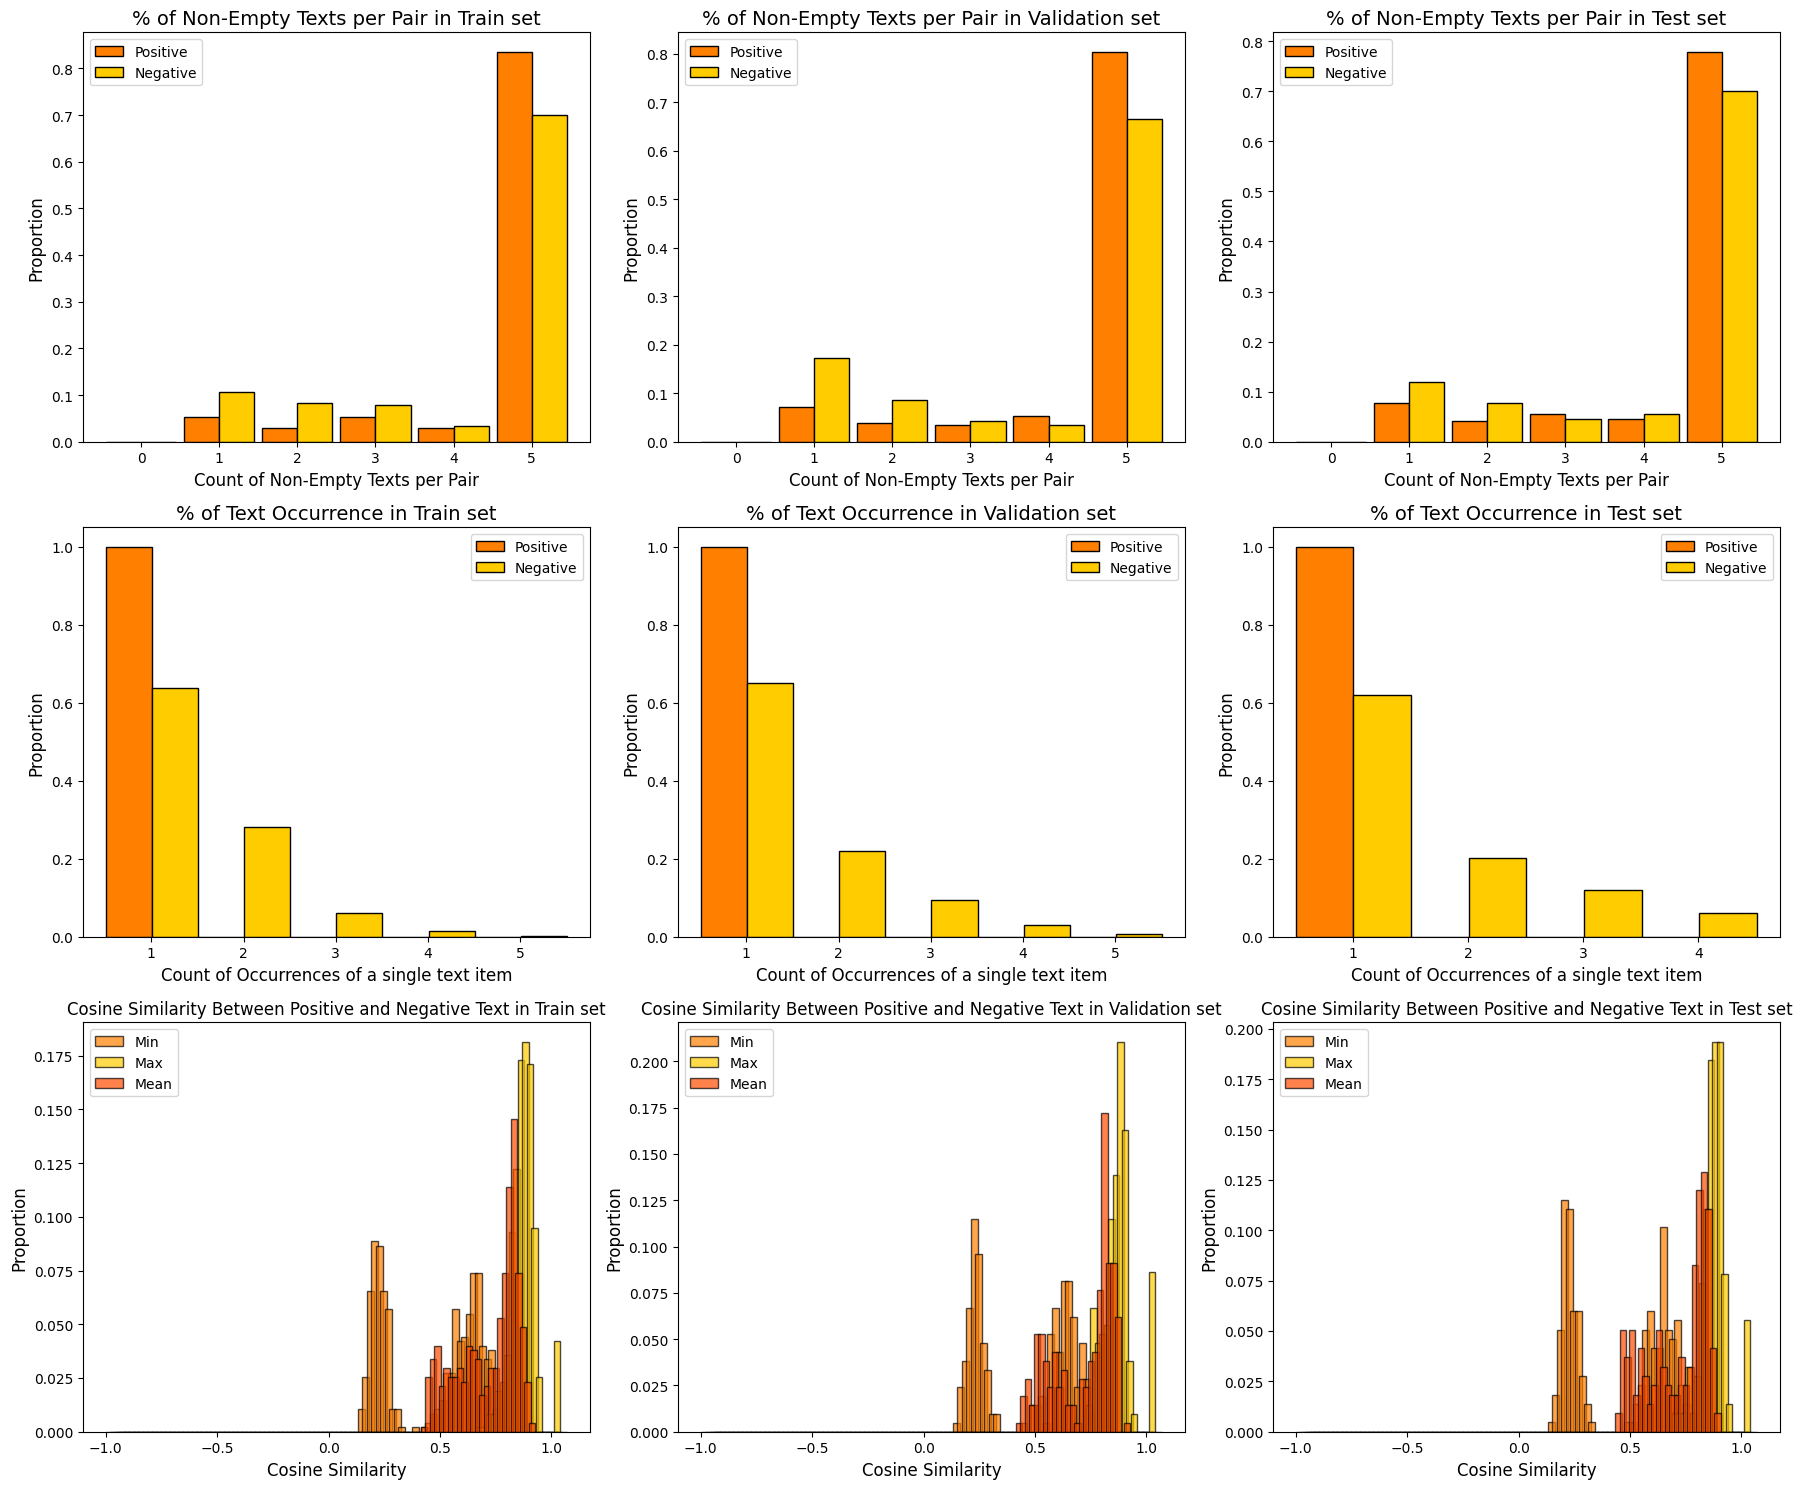 % of Non-Empty Texts per Pair in Train set
Positive
Negative
0.8
0.7
0.6
0.5
0.4
0.3
0.2
0.1
0.0
Proportion
0 1 2 3 4 5
Count of Non-Empty Texts per Pair
% of Non-Empty Texts per Pair in Validation set
Positive
Negative
0.8
0.7
0.6
0.5
0.4
0.3
0.2
0.1
0.0
Proportion
0 1 2 3 4 5
Count of Non-Empty Texts per Pair
% of Non-Empty Texts per Pair in Test set
Positive
Negative
0.8
0.7
0.6
0.5
0.4
0.3
0.2
0.1
0.0
Proportion
0 1 2 3 4 5
Count of Non-Empty Texts per Pair
% of Text Occurrence in Train set
Positive
Negative
1.0
0.8
0.6
0.4
0.2
0.0
Proportion
1 2 3 4 5
Count of Occurrences of a single text item
% of Text Occurrence in Validation set
Positive
Negative
1.0
0.8
0.6
0.4
0.2
0.0
Proportion
1 2 3 4 5
Count of Occurrences of a single text item
% of Text Occurrence in Test set
Positive
Negative
1.0
0.8
0.6
0.4
0.2
0.0
Proportion
1 2 3 4
Count of Occurrences of a single text item
Cosine Similarity Between Positive and Negative Text in Train set
Min
Max
Mean
0.175
0.150
0.125
0.100
0.075
0.050
0.025
0.000
Proportion
−1.0 −0.5 0.0 0.5 1.0
Cosine Similarity
Cosine Similarity Between Positive and Negative Text in Validation set
Min
Max
Mean
0.200
0.175
0.150
0.125
0.100
0.075
0.050
0.025
0.000
Proportion
−1.0 −0.5 0.0 0.5 1.0
Cosine Similarity
Cosine Similarity Between Positive and Negative Text in Test set
Min
Max
Mean
0.200
0.175
0.150
0.125
0.100
0.075
0.050
0.025
0.000
Proportion
−1.0 −0.5 0.0 0.5 1.0
Cosine Similarity